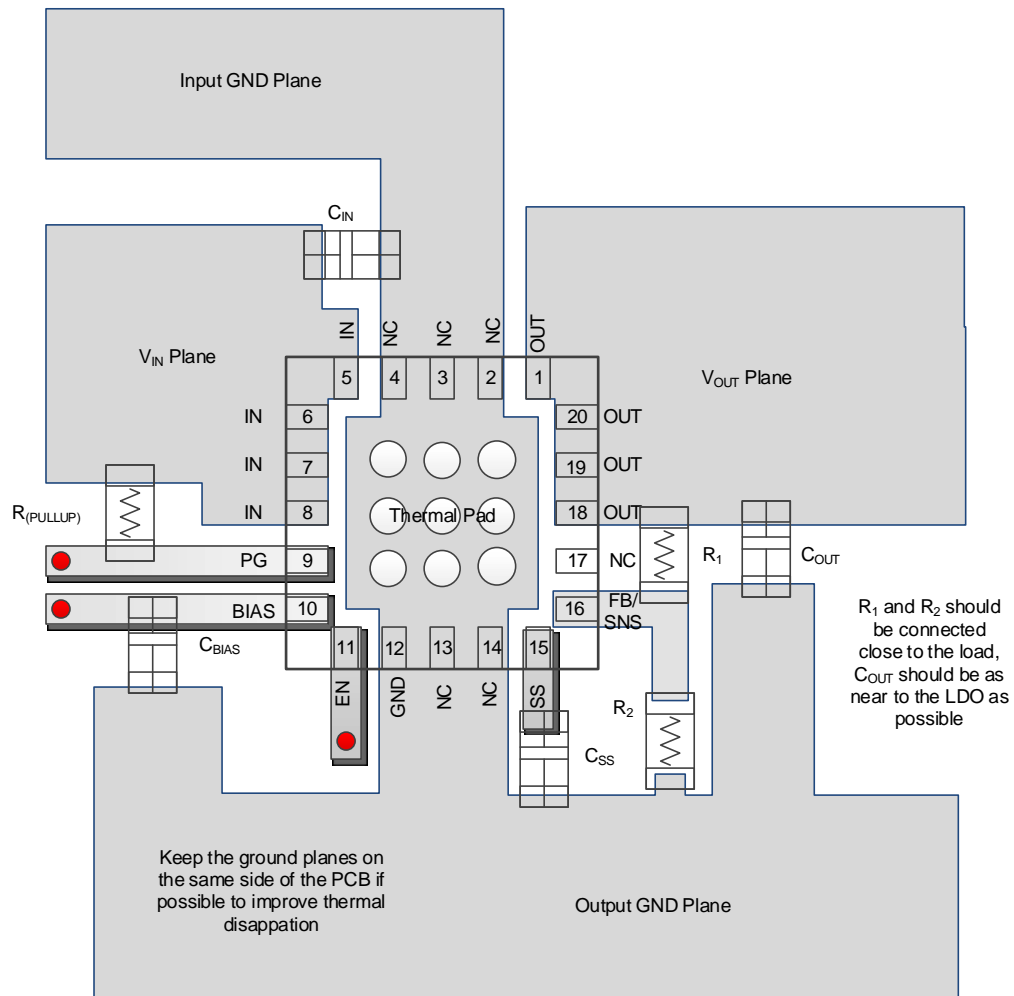 Input GND Plane
C_IN
IN
NC
NC
NC
OUT
V_IN Plane
V_OUT Plane
5
4
3
2
1
IN
6
20
OUT
IN
7
19
OUT
R_(PULLUP)
IN
8
Thermal Pad
18
OUT
PG
9
17
NC
R_1
C_OUT
BIAS
10
16
FB/
SNS
C_BIAS
11
12
13
14
15
EN
GND
NC
NC
SS
R_2
C_SS
R_1 and R_2 should
be connected
close to the load,
C_OUT should be as
near to the LDO as
possible
Keep the ground planes on
the same side of the PCB if
possible to improve thermal
disappation
Output GND Plane